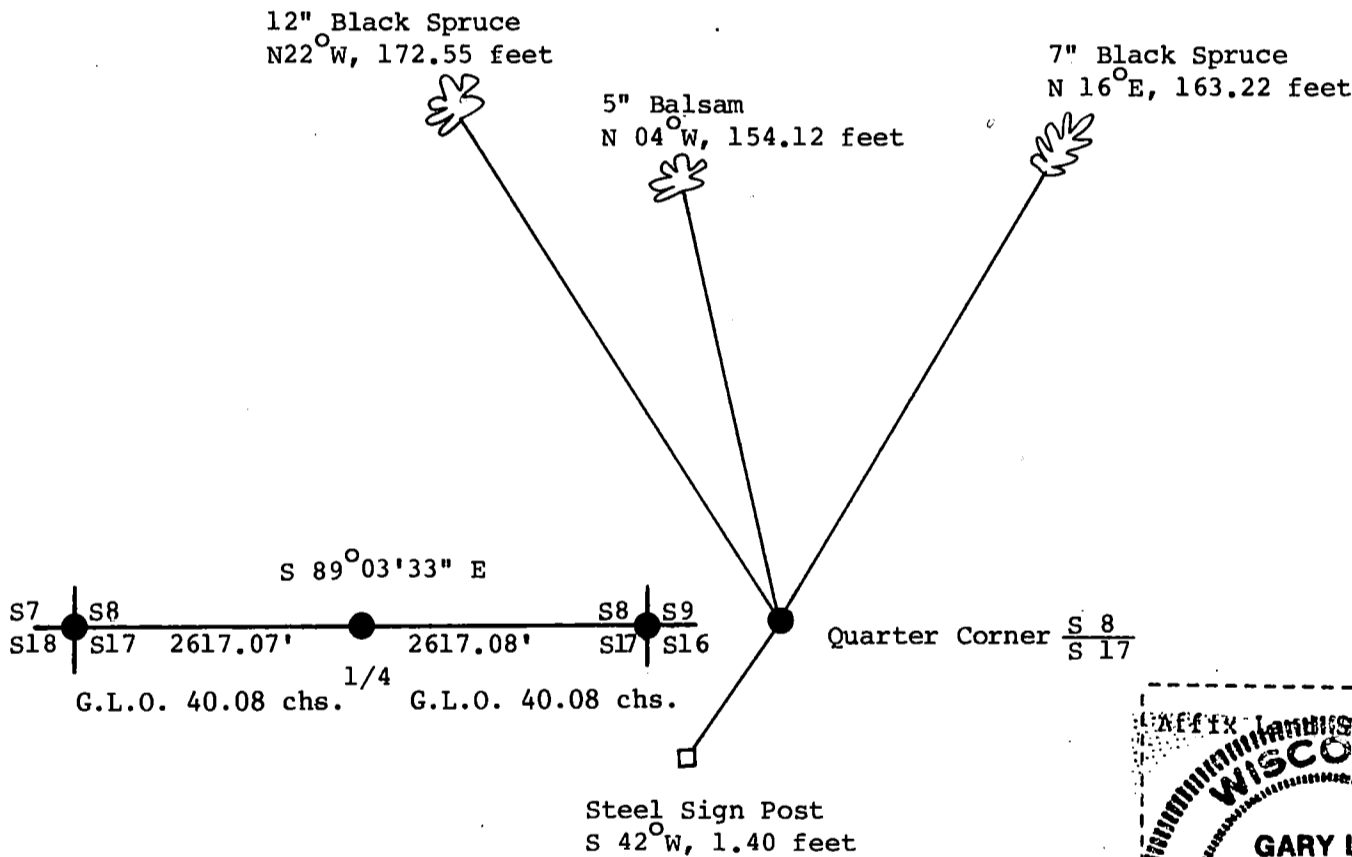 12" Black Spruce
N22°W, 172.55 feet
7" Black Spruce
N 16°E, 163.22 feet
5" Balsam
N 04°W, 154.12 feet
S 89°03'33" E
S7 S8 S8 S9
S18 S17 2617.07' 2617.08' S17 S16
1/4
G.L.O. 40.08 chs. G.L.O. 40.08 chs.
Quarter Corner S 8
S 17
Steel Sign Post
S 42°W, 1.40 feet
Affix
WISCO
GARY L